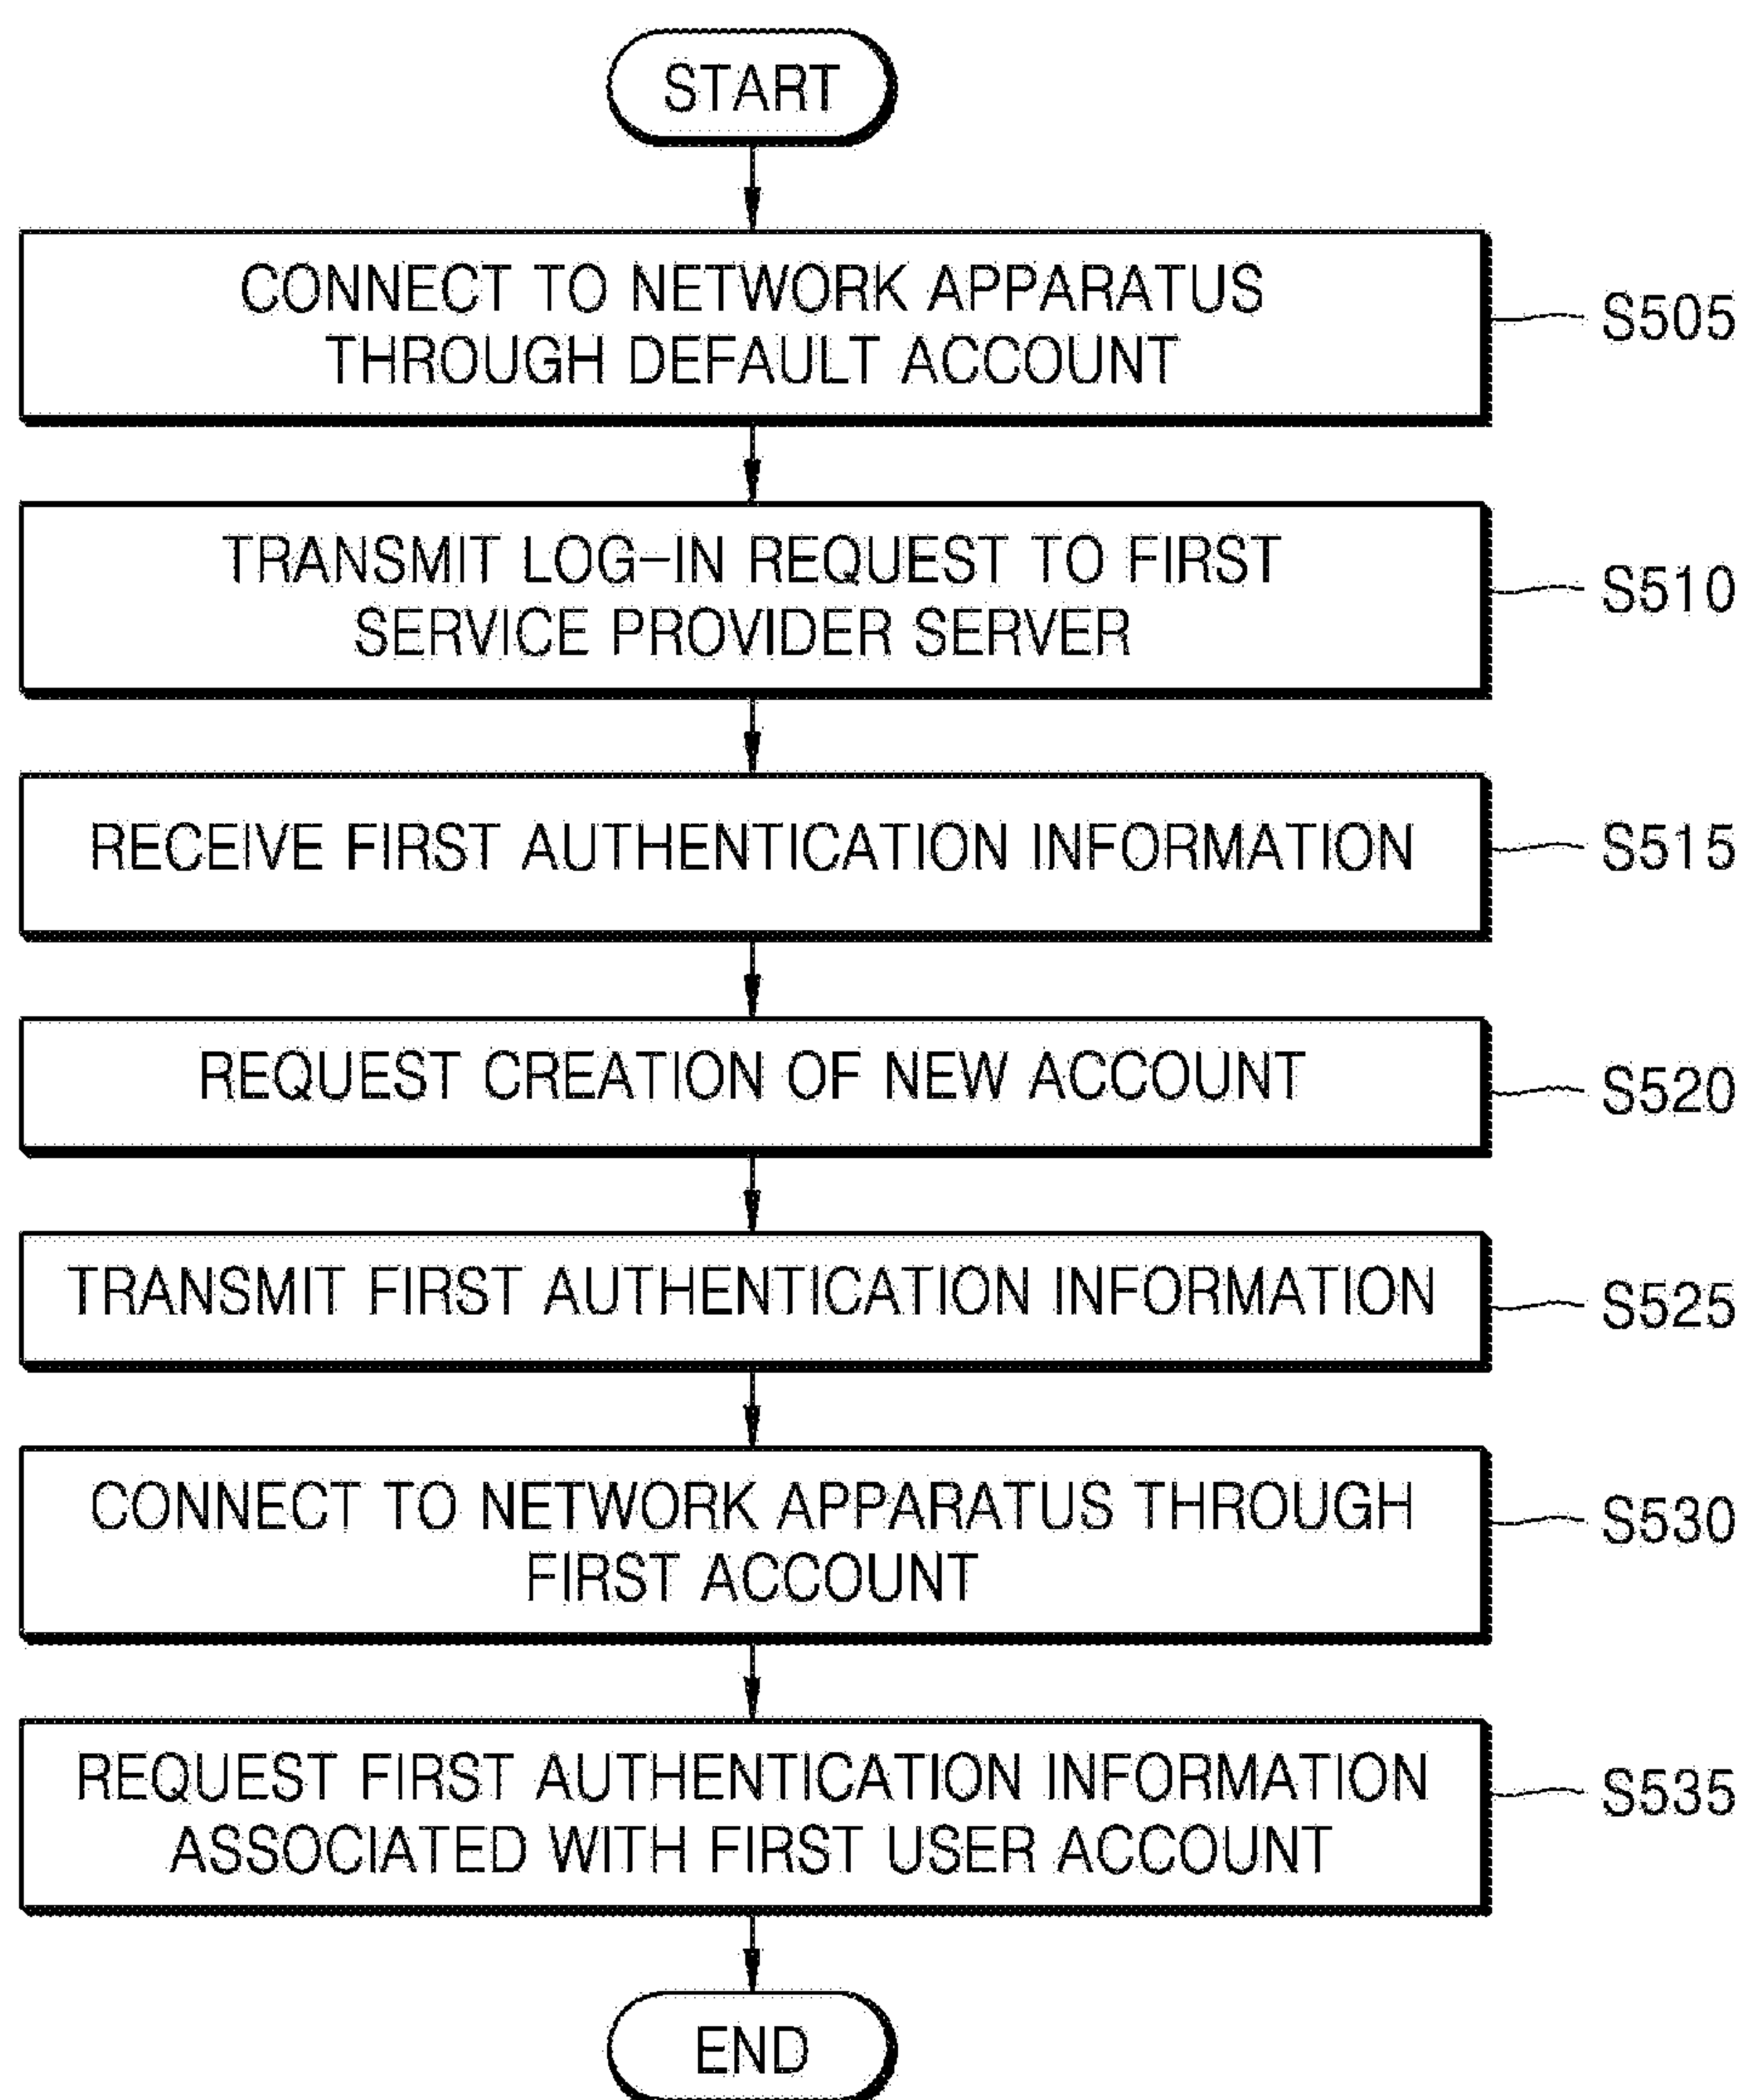 START
CONNECT TO NETWORK APPARATUS
THROUGH DEFAULT ACCOUNT
S505
TRANSMIT LOG-IN REQUEST TO FIRST
SERVICE PROVIDER SERVER
S510
RECEIVE FIRST AUTHENTICATION INFORMATION
S515
REQUEST CREATION OF NEW ACCOUNT
S520
TRANSMIT FIRST AUTHENTICATION INFORMATION
S525
CONNECT TO NETWORK APPARATUS THROUGH
FIRST ACCOUNT
S530
REQUEST FIRST AUTHENTICATION INFORMATION
ASSOCIATED WITH FIRST USER ACCOUNT
S535
END